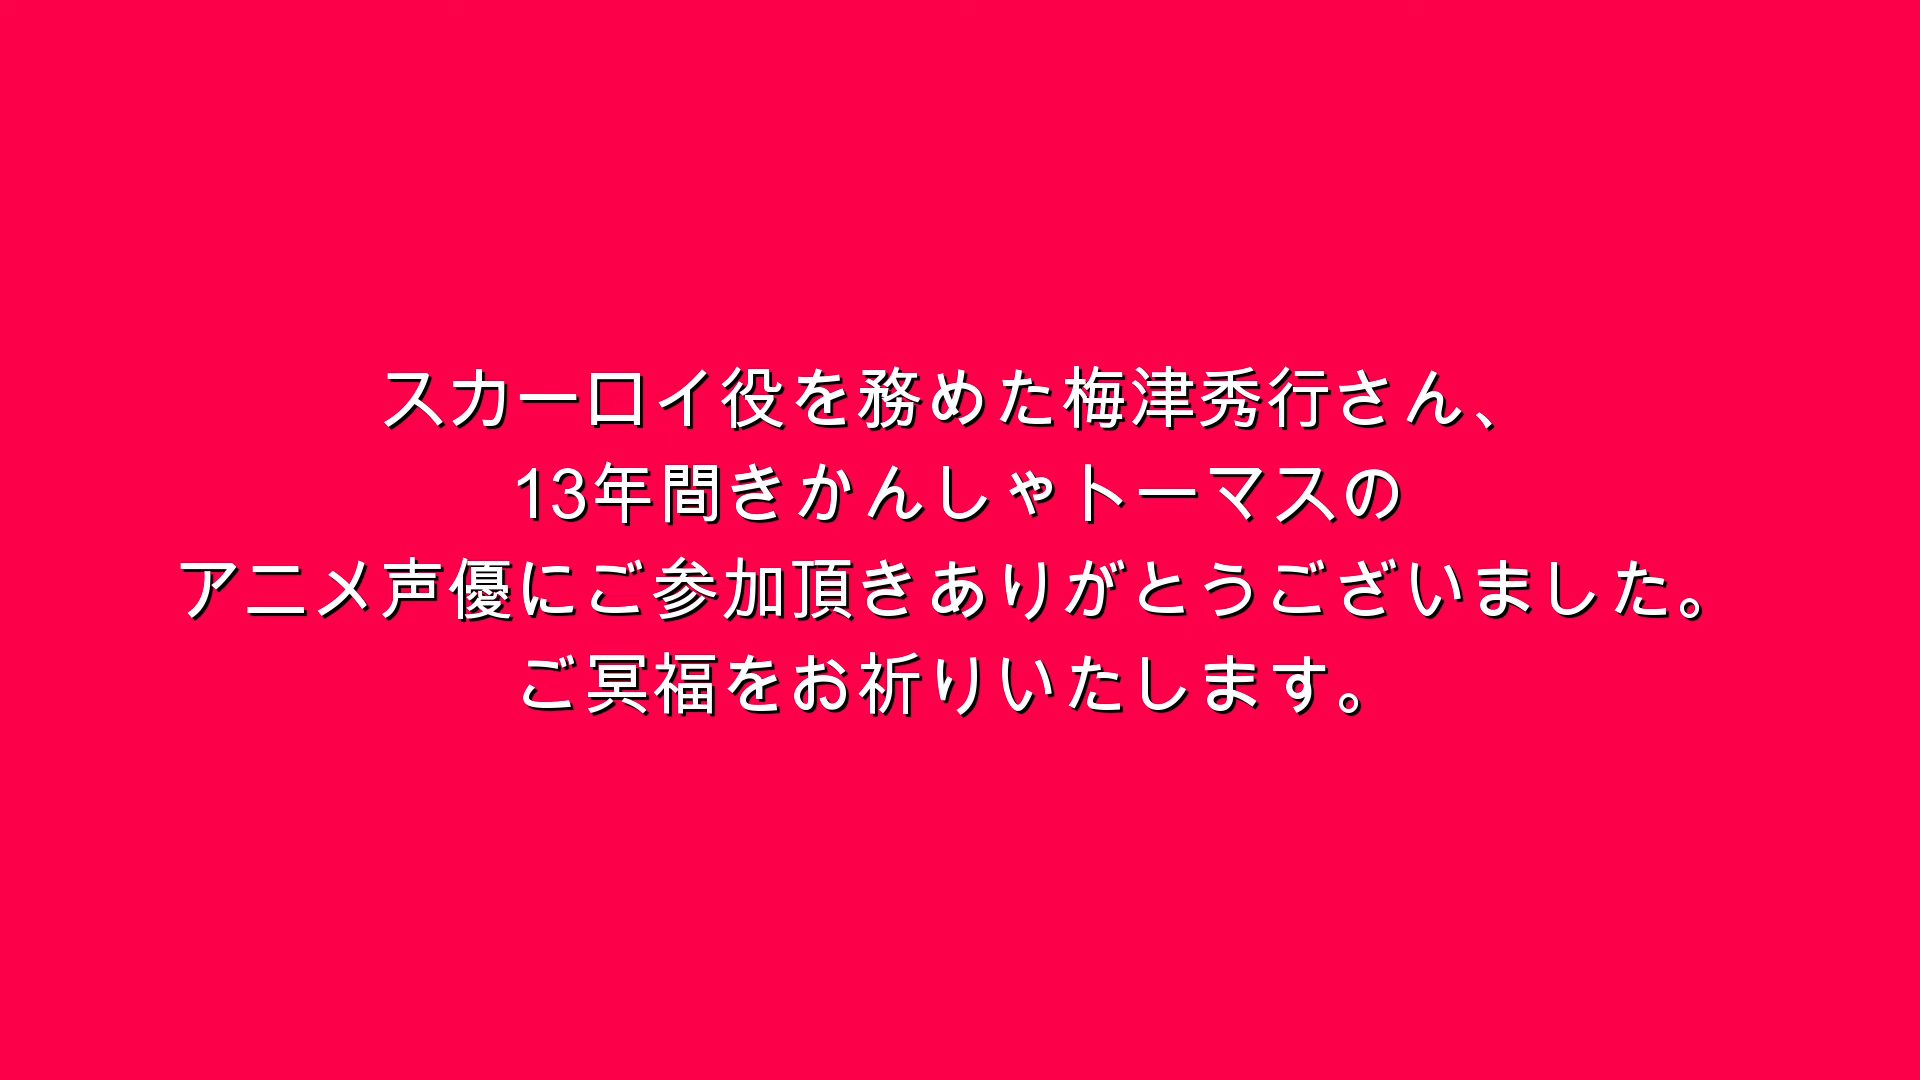 スカーロイ役を務めた梅津秀行さん、
13年間きかんしゃトーマスの
アニメ声優にご参加頂きありがとうございました。
ご冥福をお祈りいたします。